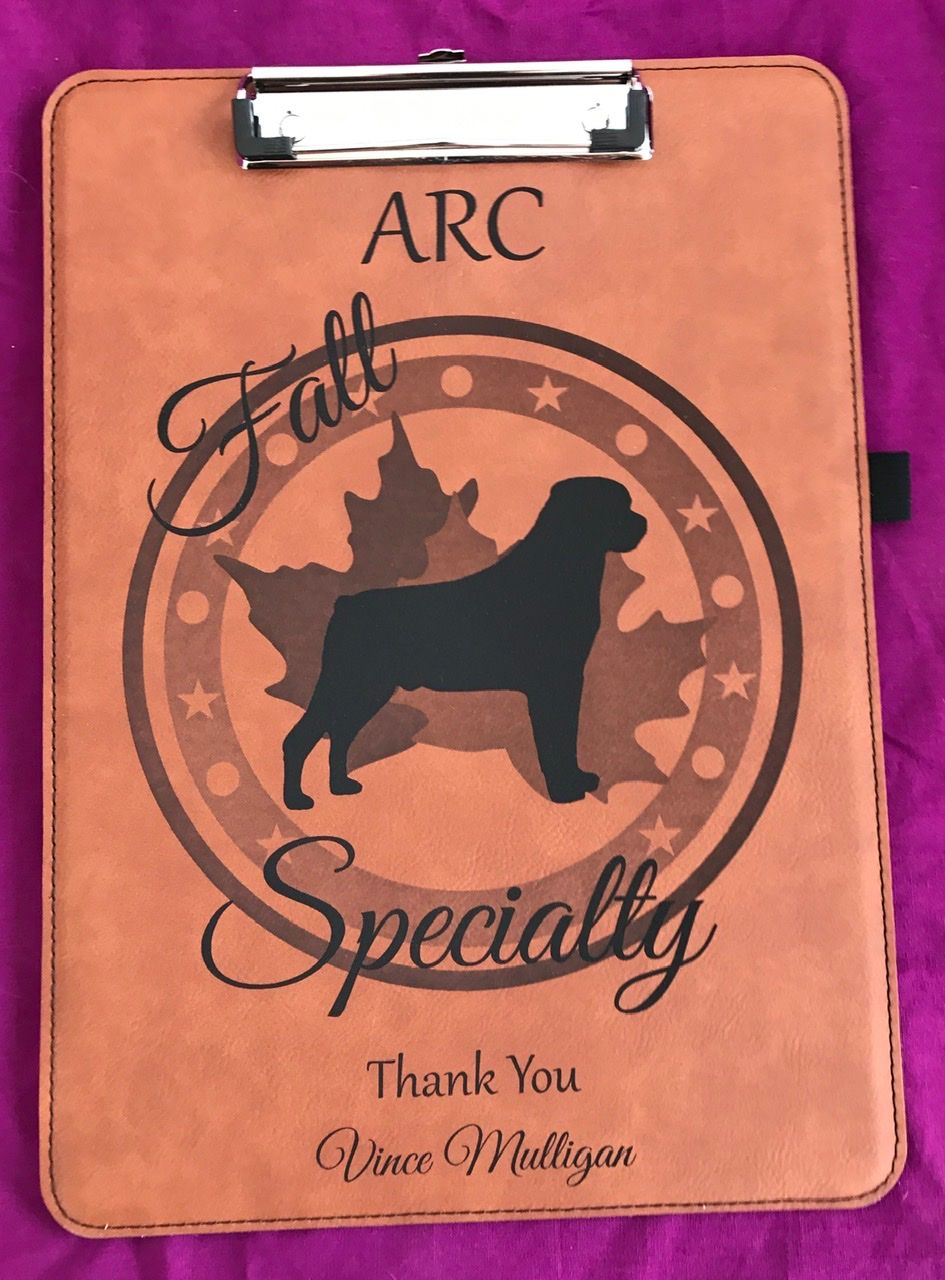 ARC
Fall
Specialty
Thank You
Vince Mulligan